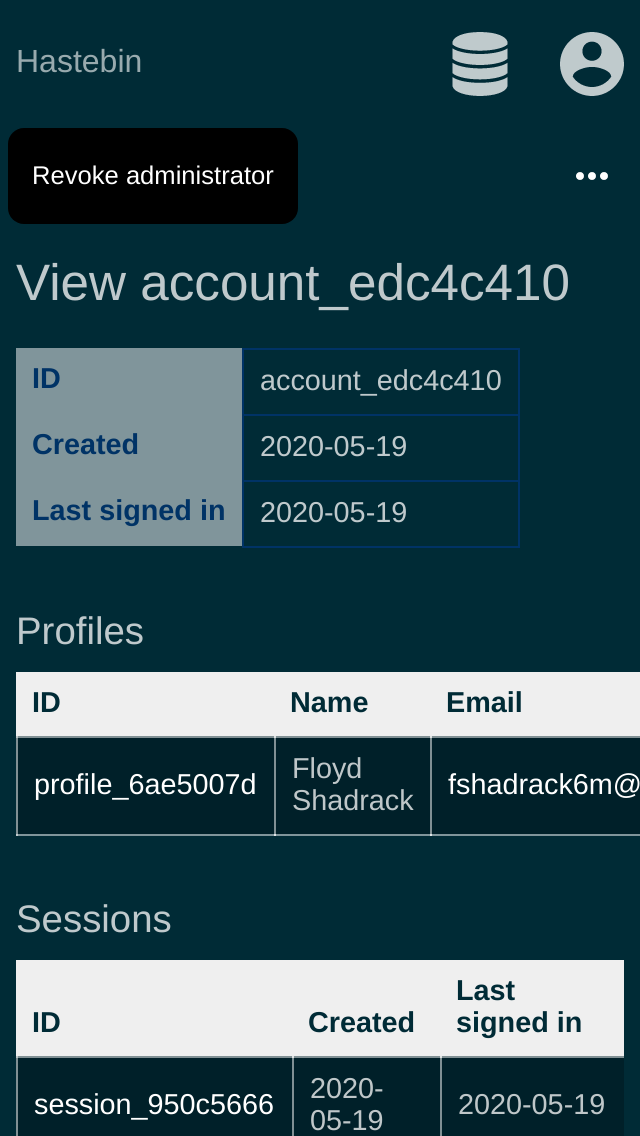 Hastebin
Revoke administrator
View account_edc4c410
ID account_edc4c410
Created 2020-05-19
Last signed in 2020-05-19
Profiles
ID Name Email
profile_6ae5007d Floyd Shadrack fshadrack6m@
Sessions
ID Created Last signed in
session_950c5666 2020-05-19 2020-05-19